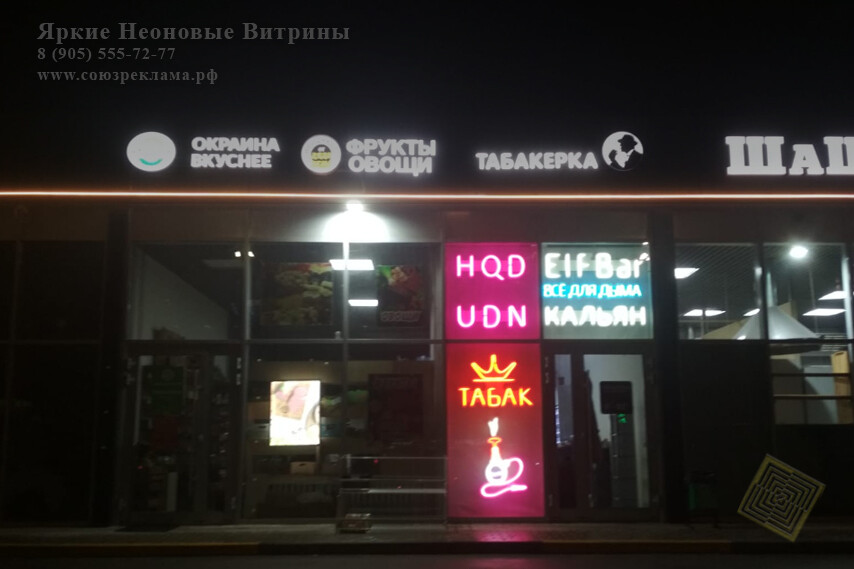 Яркие Неоновые Витрины
8 (905) 555-72-77
www.союзреклама.рф
ОКРАИНА
ВКУСНЕЕ
ФРУКТЫ
ОВОЩИ
ТАБАКЕРКА
ШАШ
HQD
UDN
Elf Bar
ВСЁ ДЛЯ ДЫМА
КАЛЬЯН
ТАБАК